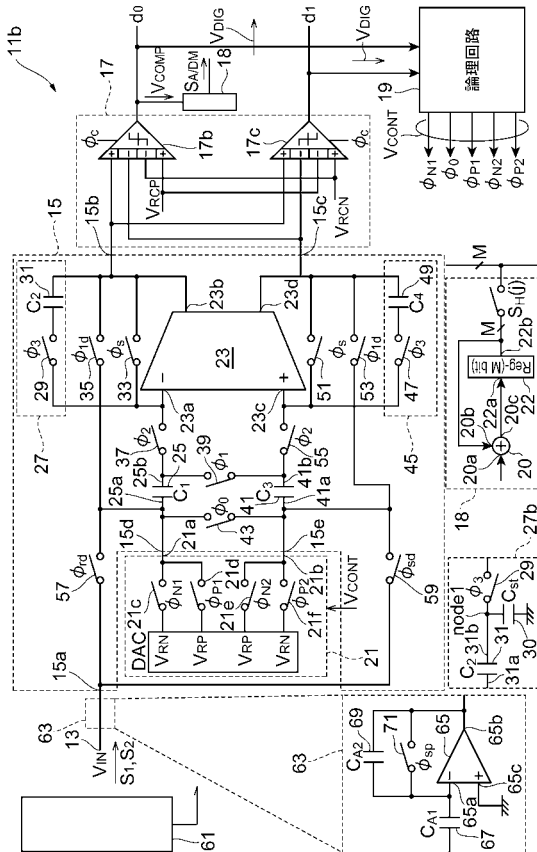 11b
d0
d1
VDIG
VDIG
VCOMP
SA/DM
18
17
17b
17c
φc
φc
論理回路
19
VCONT
φN1
φ0
φP1
φN2
φP2
VRCP
VRCN
15
15b
15c
31
C2
φ3
29
27
φ1d
35
φs
33
23b
23d
23
−
+
23a
23c
51
φs
53
φ1d
49
C4
φ3
47
45
37
φ2
25b
25
25a
C1
39
φ1
φ2
55
41b
C3
41
41a
φ0
43
15d
21a
15e
21b
57
φrd
φsd
59
DAC
21c
φN1
φP1
21d
21e
φN2
φP2
21f
VRN
VRP
VRP
VRN
VCONT
21
15a
63
13
VIN
S1,S2
61
M
SH(j)
M
22b
Reg-(M bit)
22
22a
20b
20c
20a
20
18
27b
φ3
29
node1
Cst
31b
C2
31
31a
30
63
69
CA2
71
φsp
65
65b
−
+
65a
65c
CA1
67